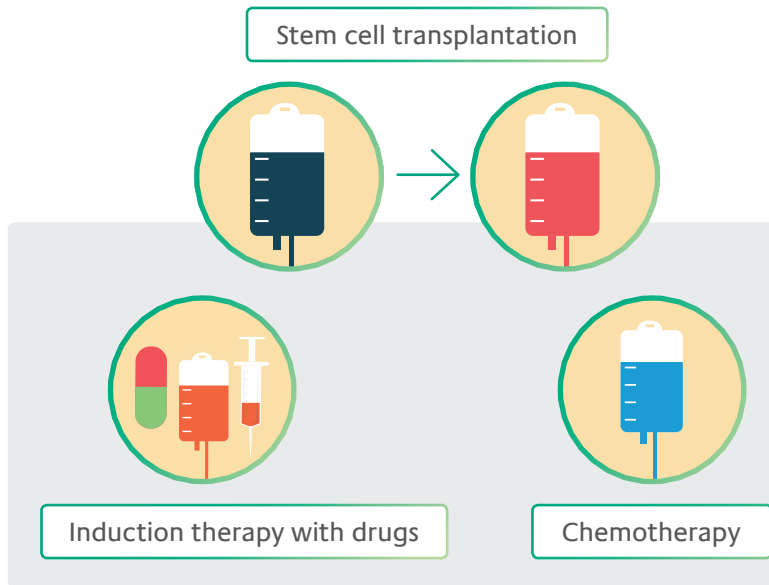 Stem cell transplantation
Induction therapy with drugs
Chemotherapy